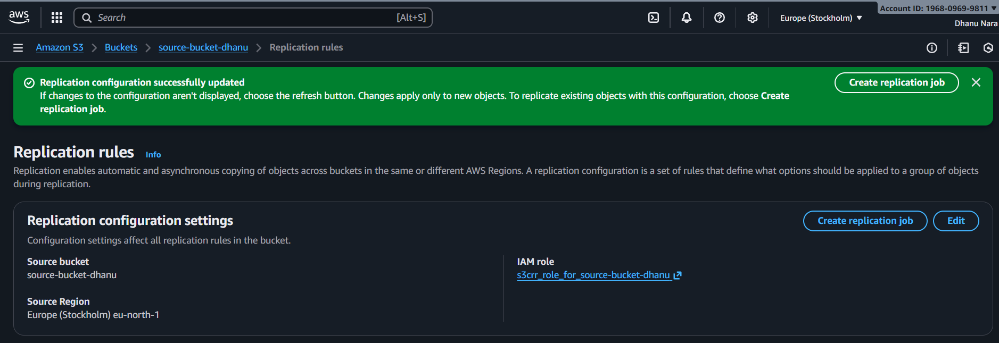 aws
Search
[Alt+S]
Europe (Stockholm)
Account ID: 1968-0969-9811
Dhanu Nara
Amazon S3
Buckets
source-bucket-dhanu
Replication rules
Replication configuration successfully updated
If changes to the configuration aren't displayed, choose the refresh button. Changes apply only to new objects. To replicate existing objects with this configuration, choose Create
replication job.
Create replication job
Replication rules
Info
Replication enables automatic and asynchronous copying of objects across buckets in the same or different AWS Regions. A replication configuration is a set of rules that define what options should be applied to a group of objects
during replication.
Replication configuration settings
Create replication job
Edit
Configuration settings affect all replication rules in the bucket.
Source bucket
source-bucket-dhanu
IAM role
s3crr_role_for_source-bucket-dhanu
Source Region
Europe (Stockholm) eu-north-1